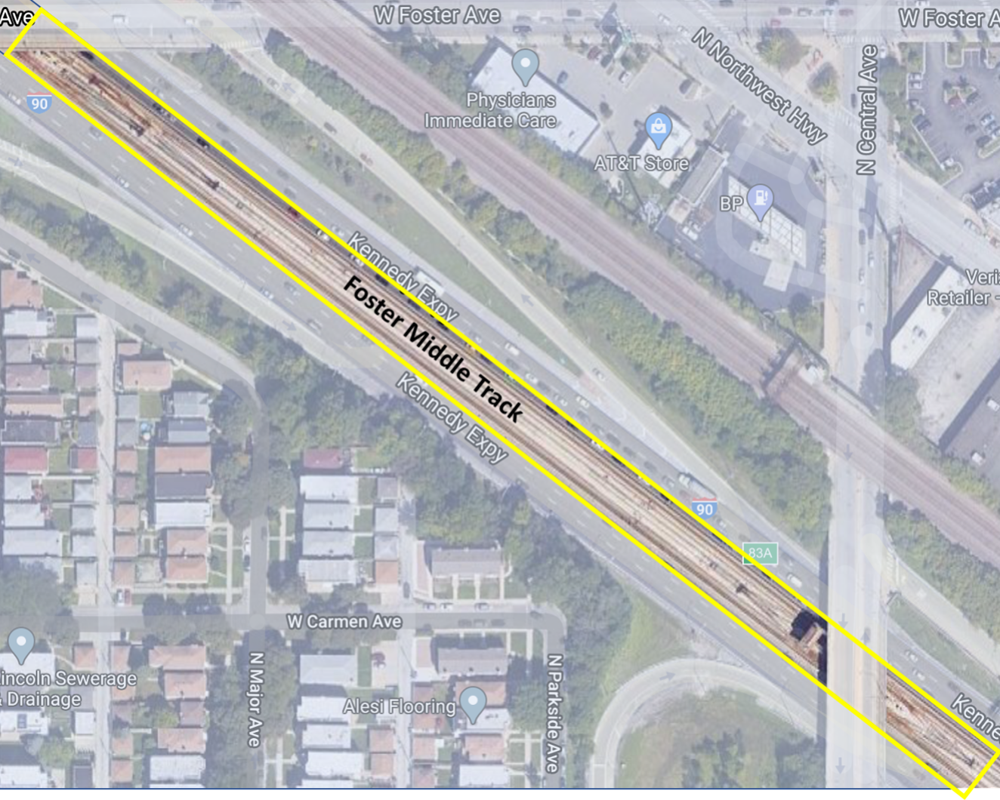 Ave
W Foster Ave
W Foster A
N Northwest Hwy
N Central Ave
90
Physicians
Immediate Care
AT&T Store
BP
Veri
Retailer -
Kennedy Expy
Foster Middle Track
Kennedy Expy
90
83A
W Carmen Ave
N Major Ave
N Parkside Ave
incoln Sewerage
& Drainage
Alesi Flooring
Kenne